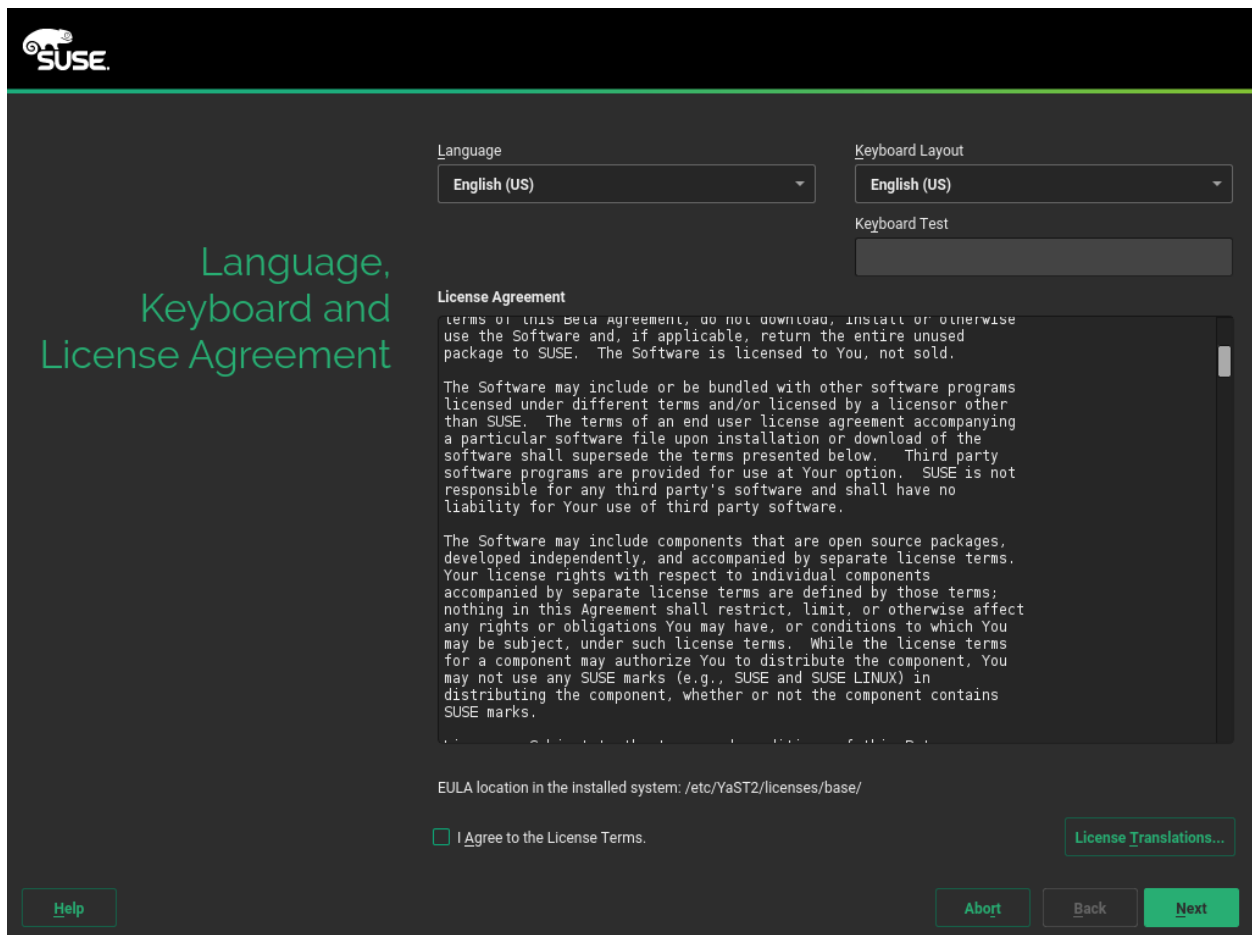 SUSE.
Language,
Keyboard and
License Agreement
Language
English (US)
Keyboard Layout
English (US)
Keyboard Test
License Agreement
terms of this Beta Agreement, do not download, install or otherwise
use the Software and, if applicable, return the entire unused
package to SUSE.  The Software is licensed to You, not sold.
The Software may include or be bundled with other software programs
licensed under different terms and/or licensed by a licensor other
than SUSE.  The terms of an end user license agreement accompanying
a particular software file upon installation or download of the
software shall supersede the terms presented below.   Third party
software programs are provided for use at Your option.  SUSE is not
responsible for any third party's software and shall have no
liability for Your use of third party software.
The Software may include components that are open source packages,
developed independently, and accompanied by separate license terms.
Your license rights with respect to individual components
accompanied by separate license terms are defined by those terms;
nothing in this Agreement shall restrict, limit, or otherwise affect
any rights or obligations You may have, or conditions to which You
may be subject, under such license terms.  While the license terms
for a component may authorize You to distribute the component, You
may not use any SUSE marks (e.g., SUSE and SUSE LINUX) in
distributing the component, whether or not the component contains
SUSE marks.
EULA location in the installed system: /etc/YaST2/licenses/base/
I Agree to the License Terms.
License Translations...
Help
Abort
Back
Next